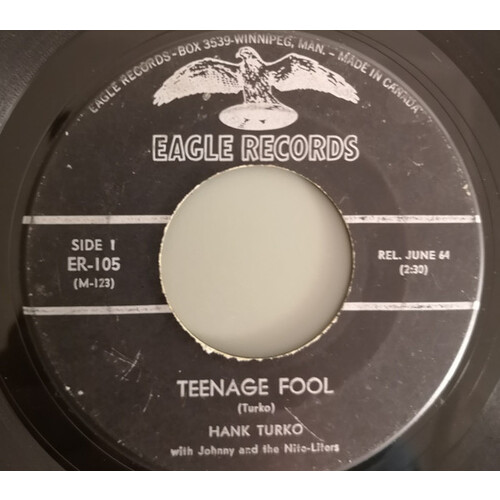 EAGLE RECORDS - BOX 3539 - WINNIPEG, MAN. - MADE IN CANADA
EAGLE RECORDS
SIDE 1
ER-105
(M-123)
REL. JUNE 64
(2:30)
TEENAGE FOOL
(Turko)
HANK TURKO
with Johnny and the Nite-Liters